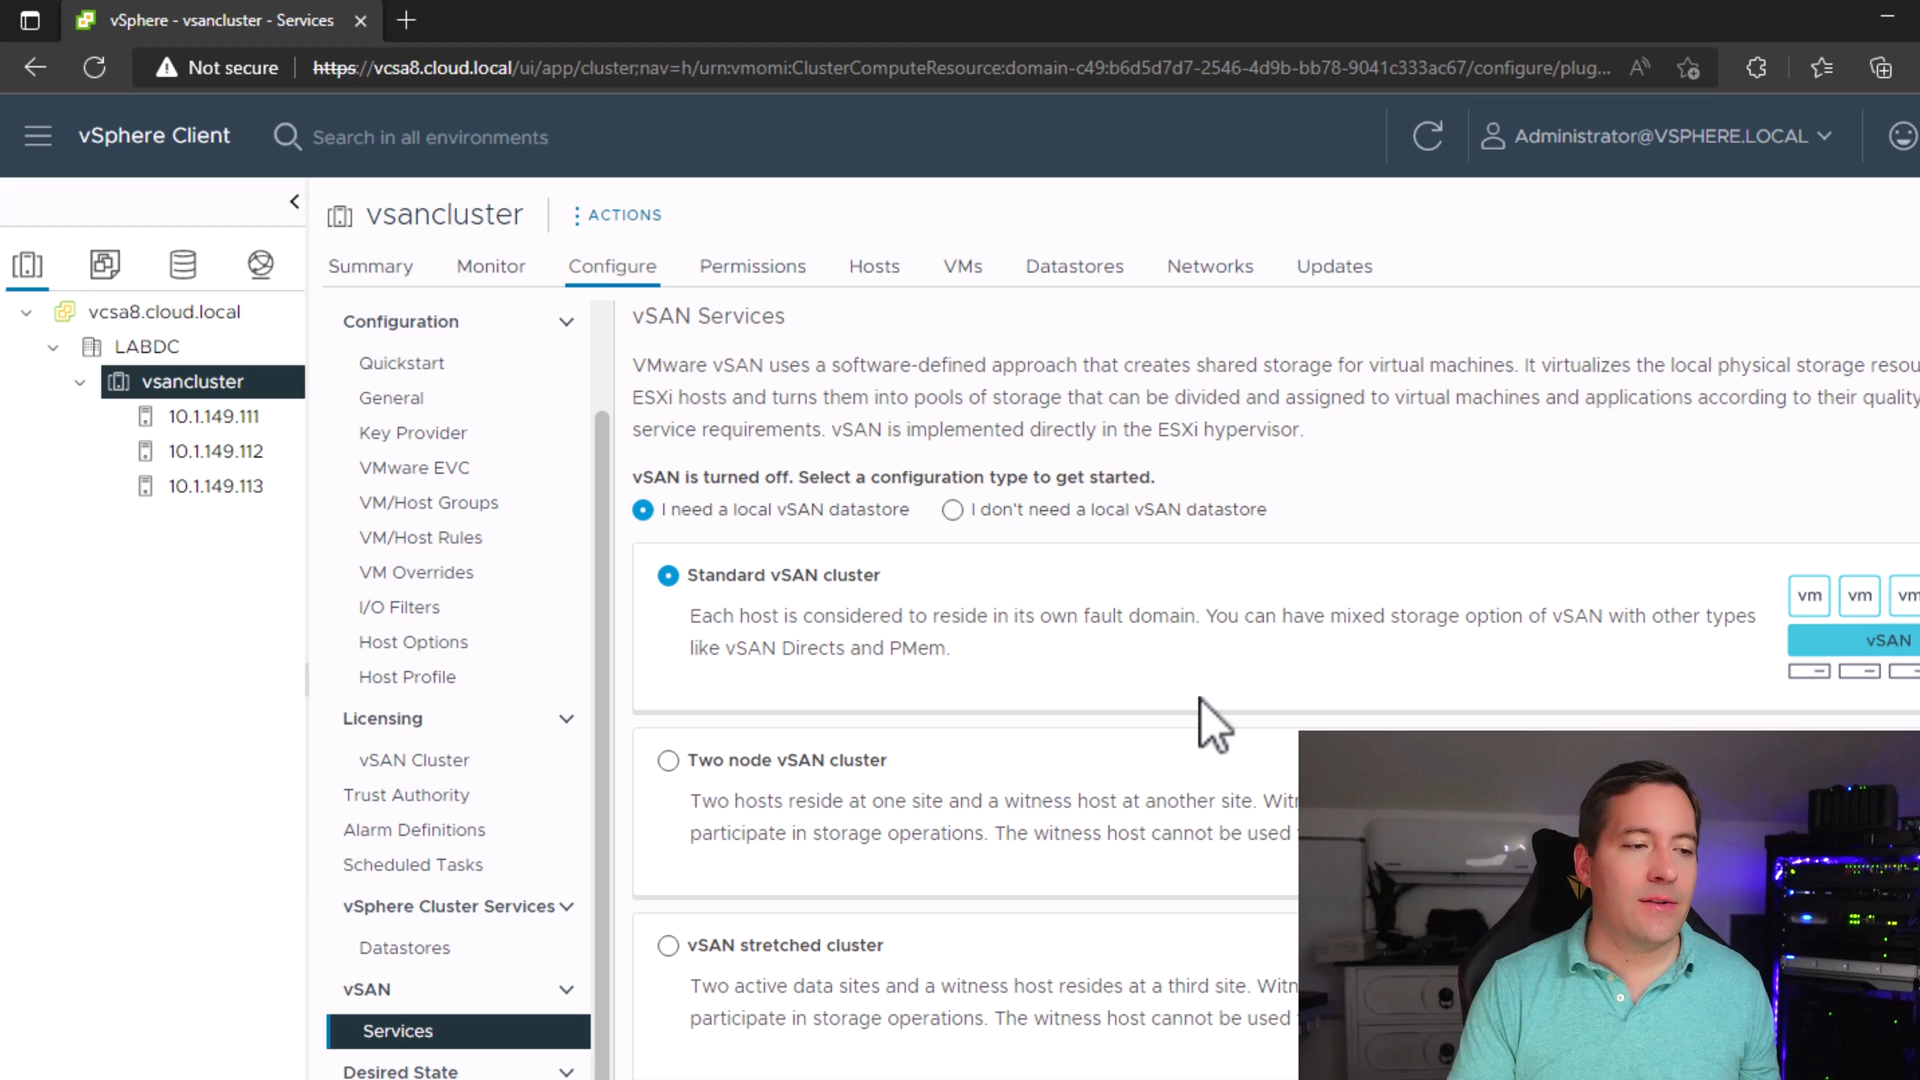 vSphere - vsancluster - Services
Not secure
https://vcsa8.cloud.local/ui/app/cluster;nav=h/urn:vmomi:ClusterComputeResource:domain-c49:b6d5d7d7-2546-4d9b-bb78-9041c333ac67/configure/plug...
vSphere Client
Search in all environments
Administrator@VSPHERE.LOCAL
vsancluster
ACTIONS
Summary
Monitor
Configure
Permissions
Hosts
VMs
Datastores
Networks
Updates
vcsa8.cloud.local
LABDC
vsancluster
10.1.149.111
10.1.149.112
10.1.149.113
Configuration
Quickstart
General
Key Provider
VMware EVC
VM/Host Groups
VM/Host Rules
VM Overrides
I/O Filters
Host Options
Host Profile
Licensing
vSAN Cluster
Trust Authority
Alarm Definitions
Scheduled Tasks
vSphere Cluster Services
Datastores
vSAN
Services
Desired State
vSAN Services
VMware vSAN uses a software-defined approach that creates shared storage for virtual machines. It virtualizes the local physical storage resou
ESXi hosts and turns them into pools of storage that can be divided and assigned to virtual machines and applications according to their quality
service requirements. vSAN is implemented directly in the ESXi hypervisor.
vSAN is turned off. Select a configuration type to get started.
I need a local vSAN datastore
I don't need a local vSAN datastore
Standard vSAN cluster
Each host is considered to reside in its own fault domain. You can have mixed storage option of vSAN with other types
like vSAN Directs and PMem.
vm
vm
vm
vSAN
Two node vSAN cluster
Two hosts reside at one site and a witness host at another site. Witn
participate in storage operations. The witness host cannot be used
vSAN stretched cluster
Two active data sites and a witness host resides at a third site. Witn
participate in storage operations. The witness host cannot be used